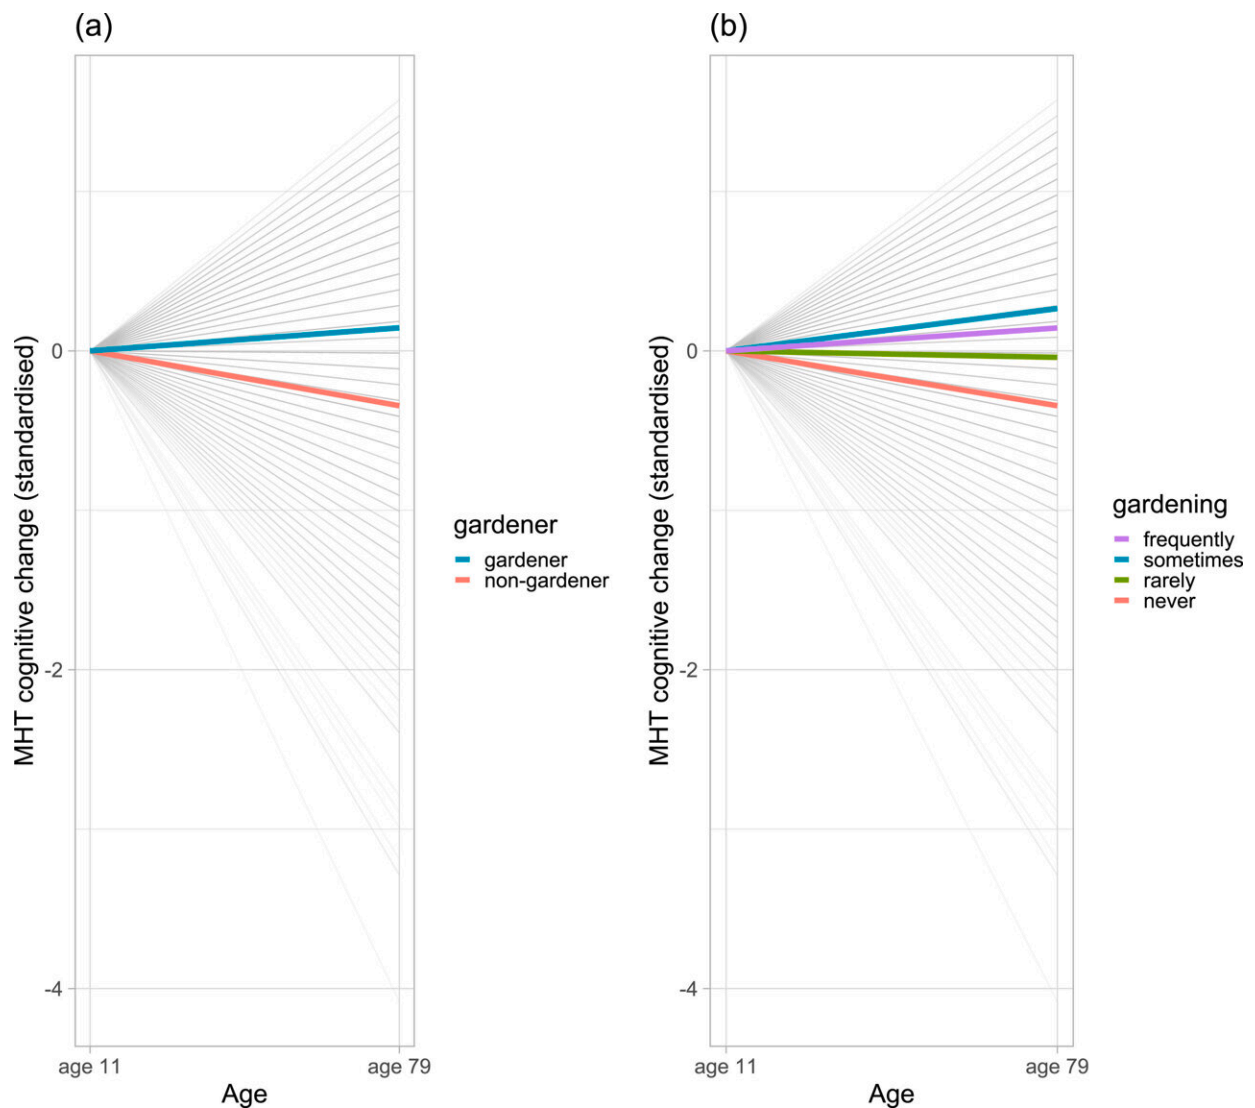 (a)
MHT cognitive change (standardised)
0
-2
-4
age 11
age 79
Age
gardener
gardener
non-gardener
(b)
MHT cognitive change (standardised)
0
-2
-4
age 11
age 79
Age
gardening
frequently
sometimes
rarely
never